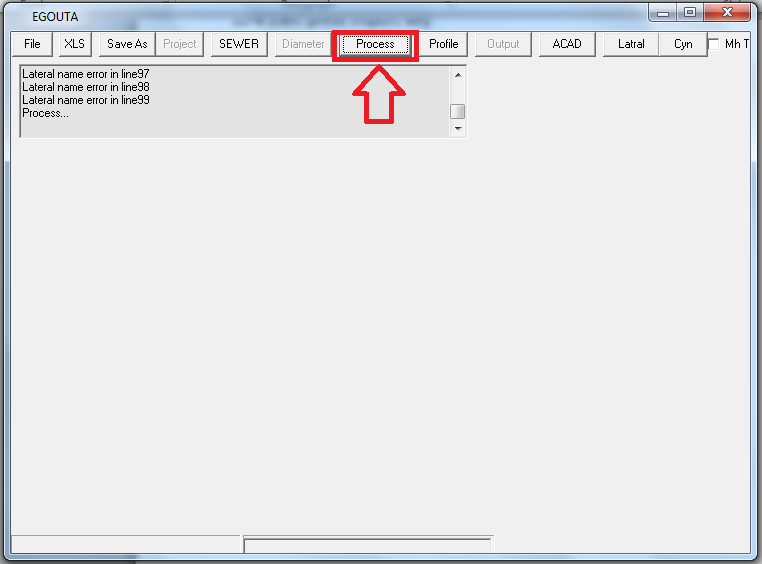 EGOUTA
File XLS Save As Project SEWER Diameter Process Profile Output ACAD Latral Cyn Mh T
Lateral name error in line97
Lateral name error in line98
Lateral name error in line99
Process...